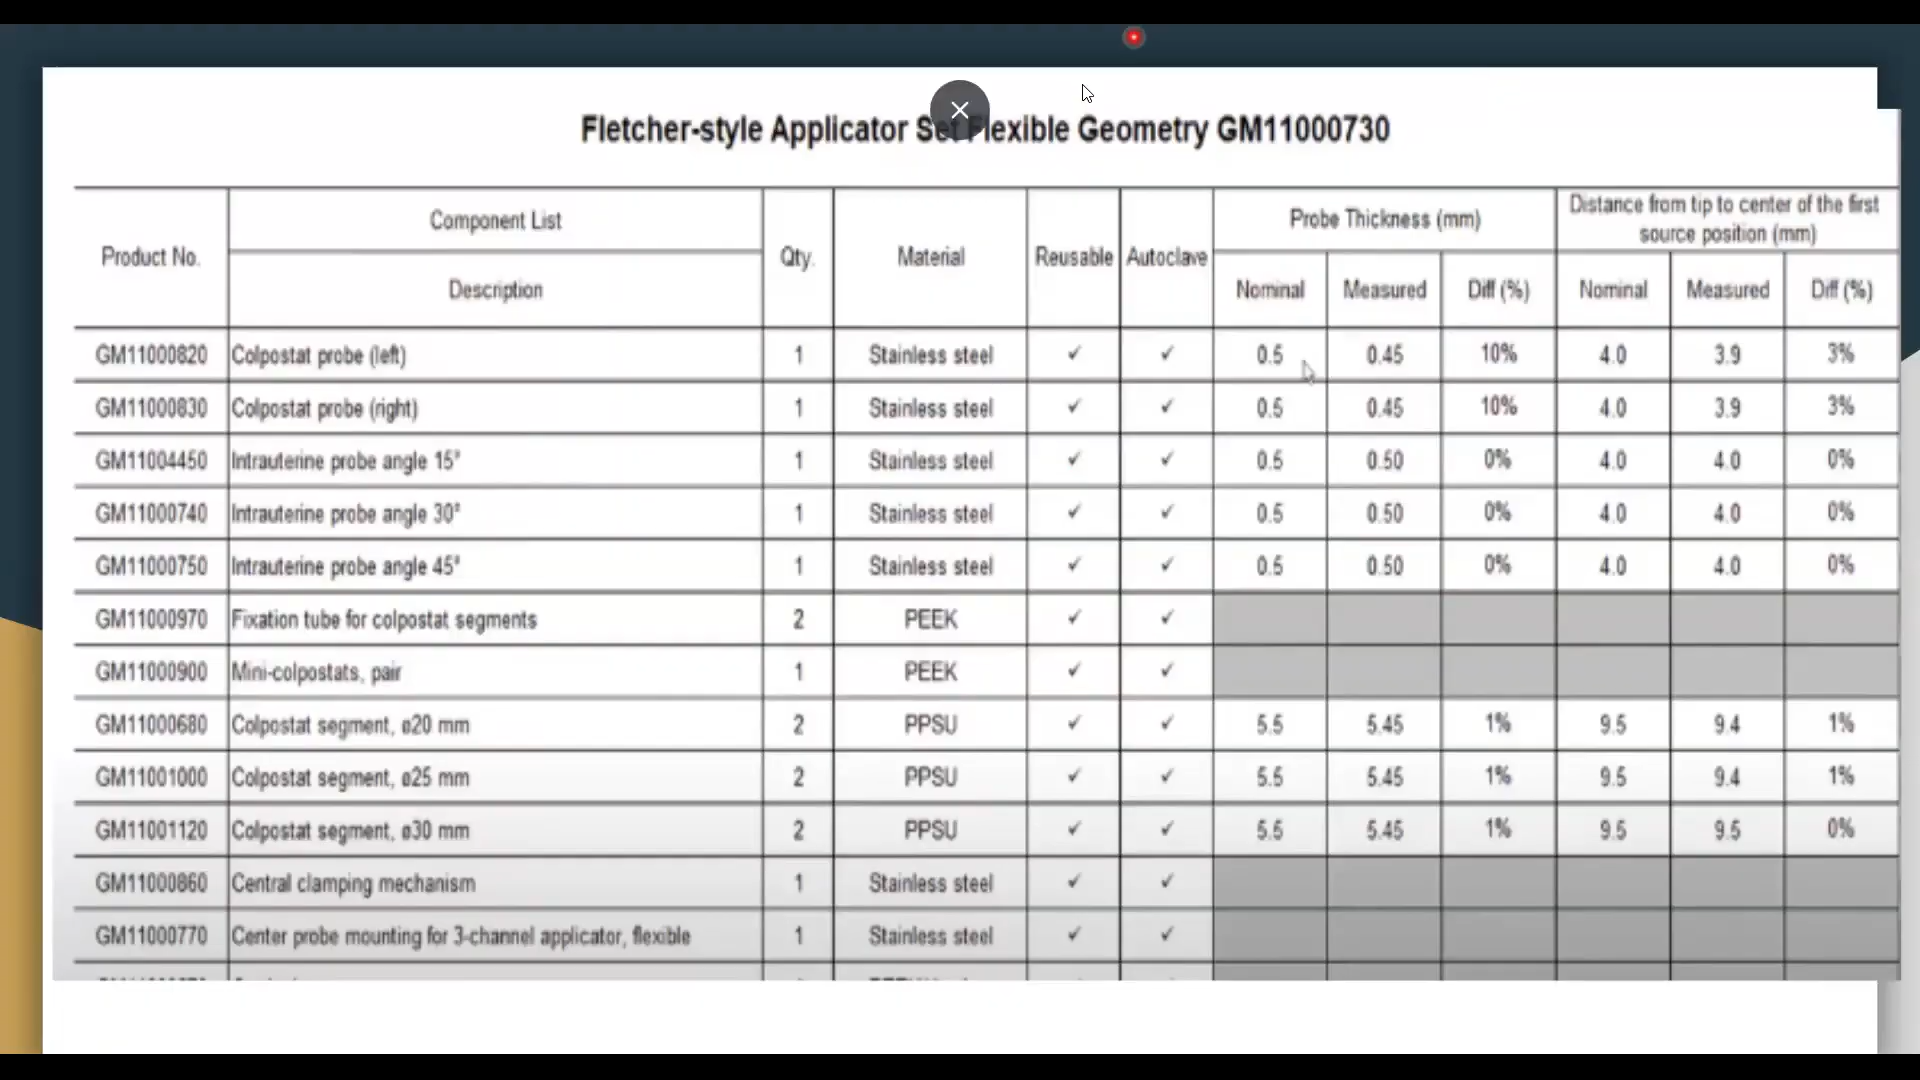 Fletcher-style Applicator Set Flexible Geometry GM11000730
Product No. Component List Qty. Material Reusable Autoclave Probe Thickness (mm) Distance from tip to center of the first source position (mm)
Description Nominal Measured Diff (%) Nominal Measured Diff (%)
GM11000820 Colpostat probe (left) 1 Stainless steel ✓ ✓ 0.5 0.45 10% 4.0 3.9 3%
GM11000830 Colpostat probe (right) 1 Stainless steel ✓ ✓ 0.5 0.45 10% 4.0 3.9 3%
GM11004450 Intrauterine probe angle 15° 1 Stainless steel ✓ ✓ 0.5 0.50 0% 4.0 4.0 0%
GM11000740 Intrauterine probe angle 30° 1 Stainless steel ✓ ✓ 0.5 0.50 0% 4.0 4.0 0%
GM11000750 Intrauterine probe angle 45° 1 Stainless steel ✓ ✓ 0.5 0.50 0% 4.0 4.0 0%
GM11000970 Fixation tube for colpostat segments 2 PEEK ✓ ✓
GM11000900 Mini-colpostats, pair 1 PEEK ✓ ✓
GM11000680 Colpostat segment, ø20 mm 2 PPSU ✓ ✓ 5.5 5.45 1% 9.5 9.4 1%
GM11001000 Colpostat segment, ø25 mm 2 PPSU ✓ ✓ 5.5 5.45 1% 9.5 9.4 1%
GM11001120 Colpostat segment, ø30 mm 2 PPSU ✓ ✓ 5.5 5.45 1% 9.5 9.5 0%
GM11000860 Central clamping mechanism 1 Stainless steel ✓ ✓
GM11000770 Center probe mounting for 3-channel applicator, flexible 1 Stainless steel ✓ ✓